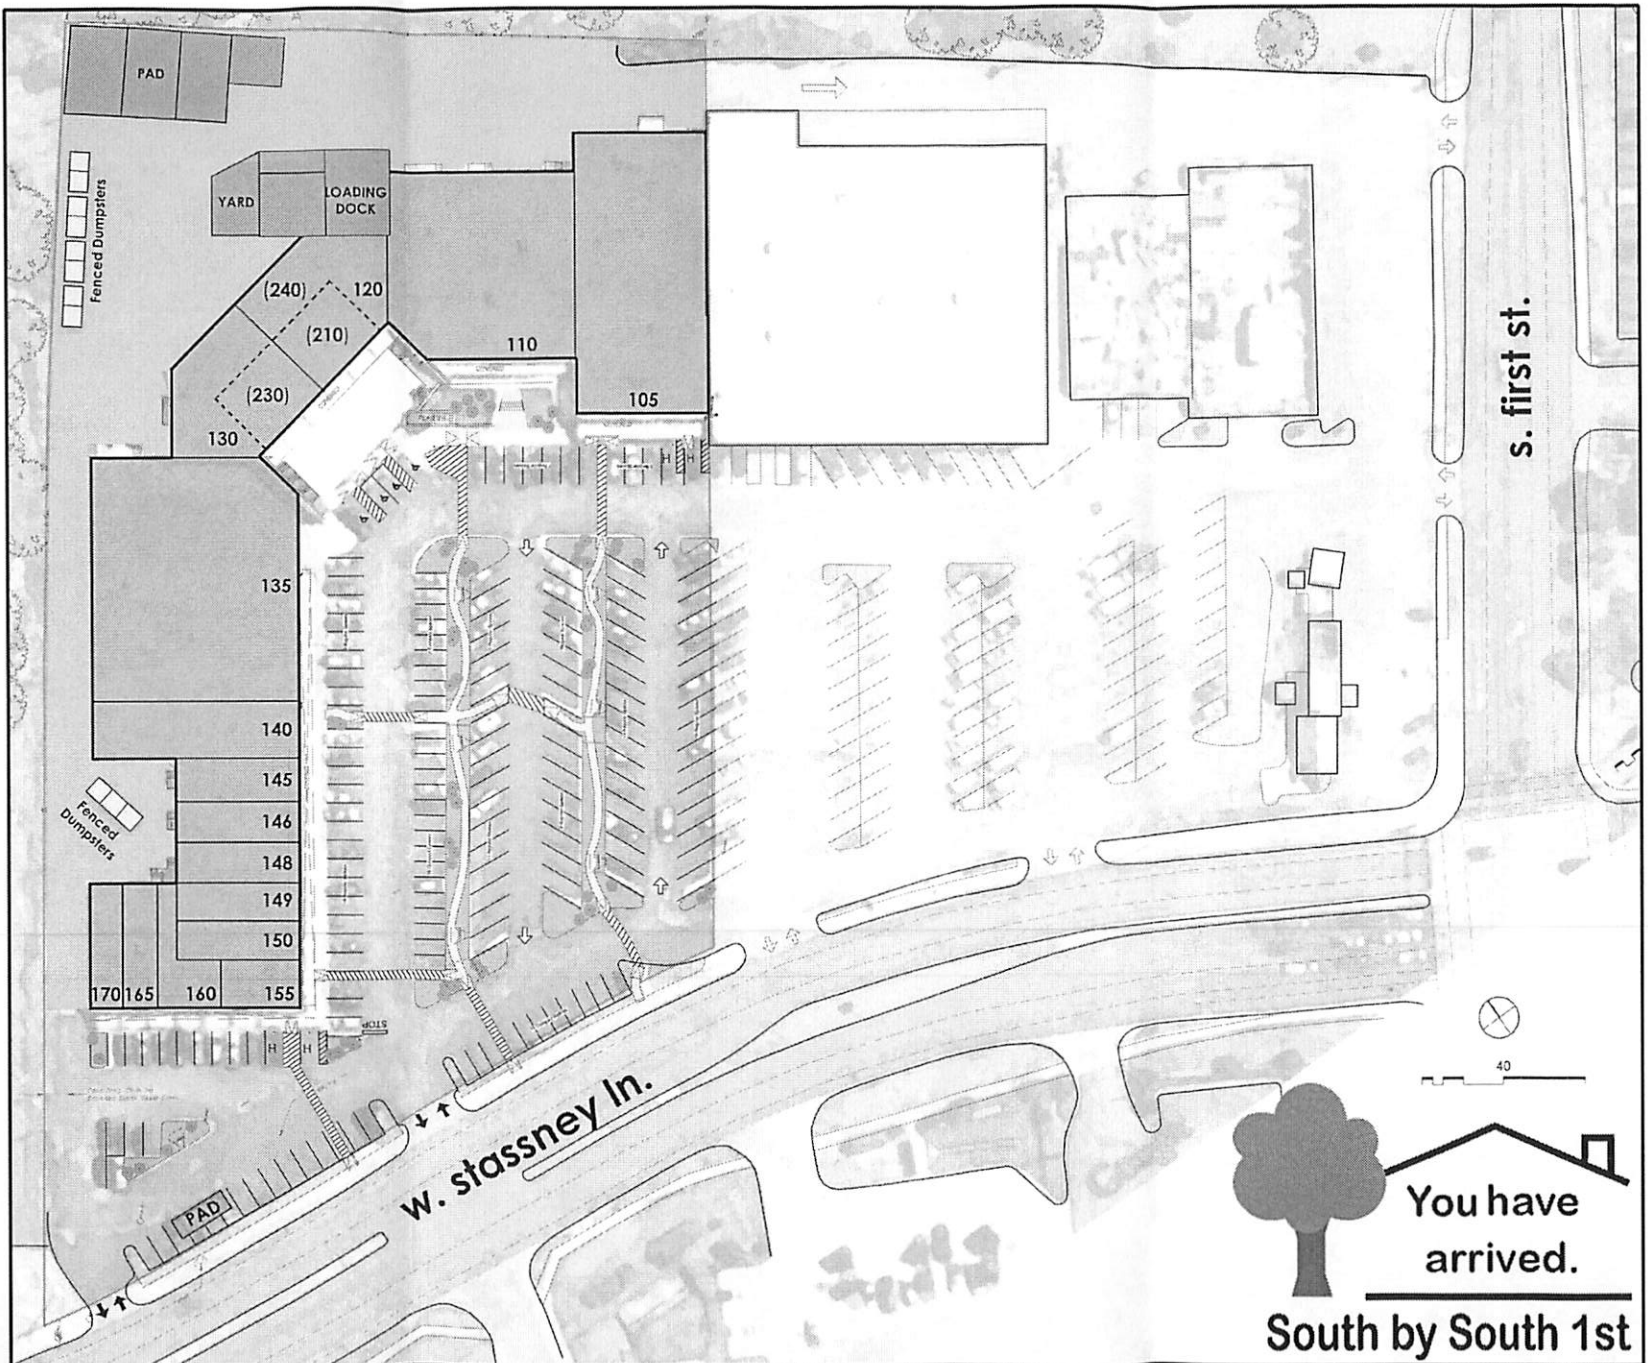 PAD
YARD
LOADING
DOCK
Fenced Dumpsters
(240)
120
(210)
(230)
130
110
105
s. first st.
135
140
145
146
148
149
150
170
165
160
155
Fenced
Dumpsters
H
H
H
H
STOP
40
w. stassney ln.
PAD
You have
arrived.
South by South 1st